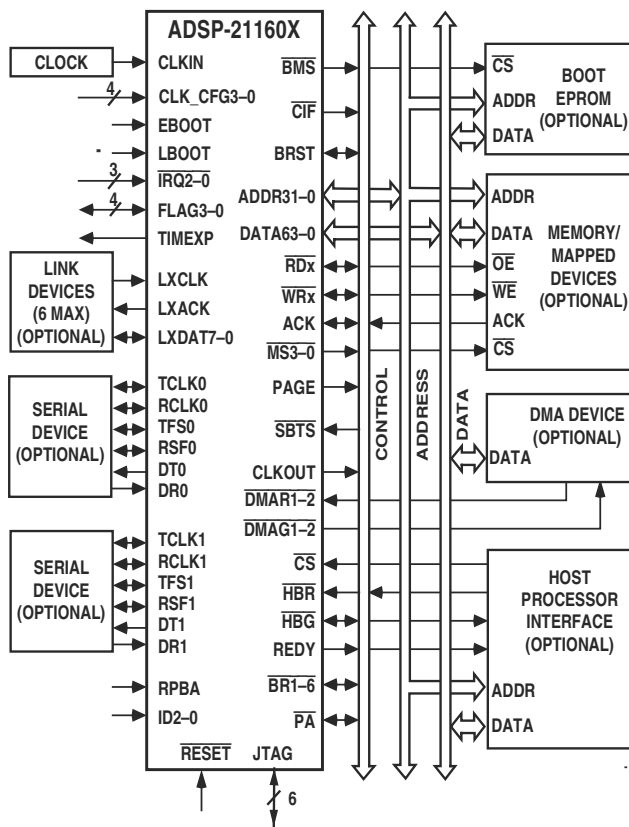 ADSP-21160X
CLOCK
CLKIN
4
CLK_CFG3–0
EBOOT
LBOOT
3
IRQ2–0
4
FLAG3–0
TIMEXP
LINK
DEVICES
(6 MAX)
(OPTIONAL)
LXCLK
LXACK
LXDAT7–0
SERIAL
DEVICE
(OPTIONAL)
TCLK0
RCLK0
TFS0
RSF0
DT0
DR0
SERIAL
DEVICE
(OPTIONAL)
TCLK1
RCLK1
TFS1
RSF1
DT1
DR1
RPBA
ID2–0
RESET
JTAG
6
BMS
CIF
BRST
ADDR31–0
DATA63–0
RDx
WRx
ACK
MS3–0
PAGE
SBTS
CLKOUT
DMAR1–2
DMAG1–2
CS
HBR
HBG
REDY
BR1–6
PA
CONTROL
ADDRESS
DATA
CS
ADDR
DATA
BOOT
EPROM
(OPTIONAL)
ADDR
DATA
OE
WE
ACK
CS
MEMORY/
MAPPED
DEVICES
(OPTIONAL)
DMA DEVICE
(OPTIONAL)
DATA
HOST
PROCESSOR
INTERFACE
(OPTIONAL)
ADDR
DATA